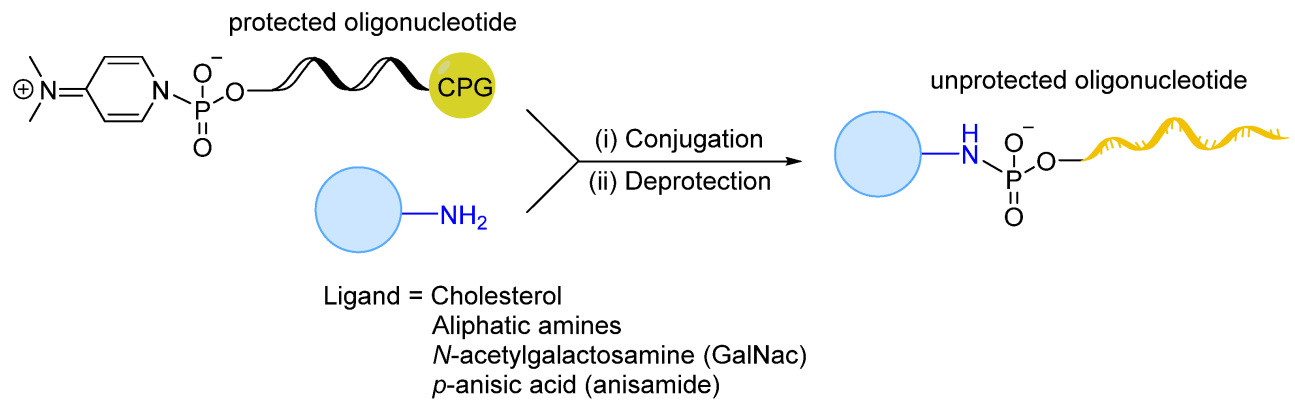 protected oligonucleotide
⊕ N N P O⁻ O O CPG
(i) Conjugation
(ii) Deprotection
NH₂
Ligand = Cholesterol
Aliphatic amines
N-acetylgalactosamine (GalNac)
p-anisic acid (anisamide)
unprotected oligonucleotide
H
N P O⁻ O O